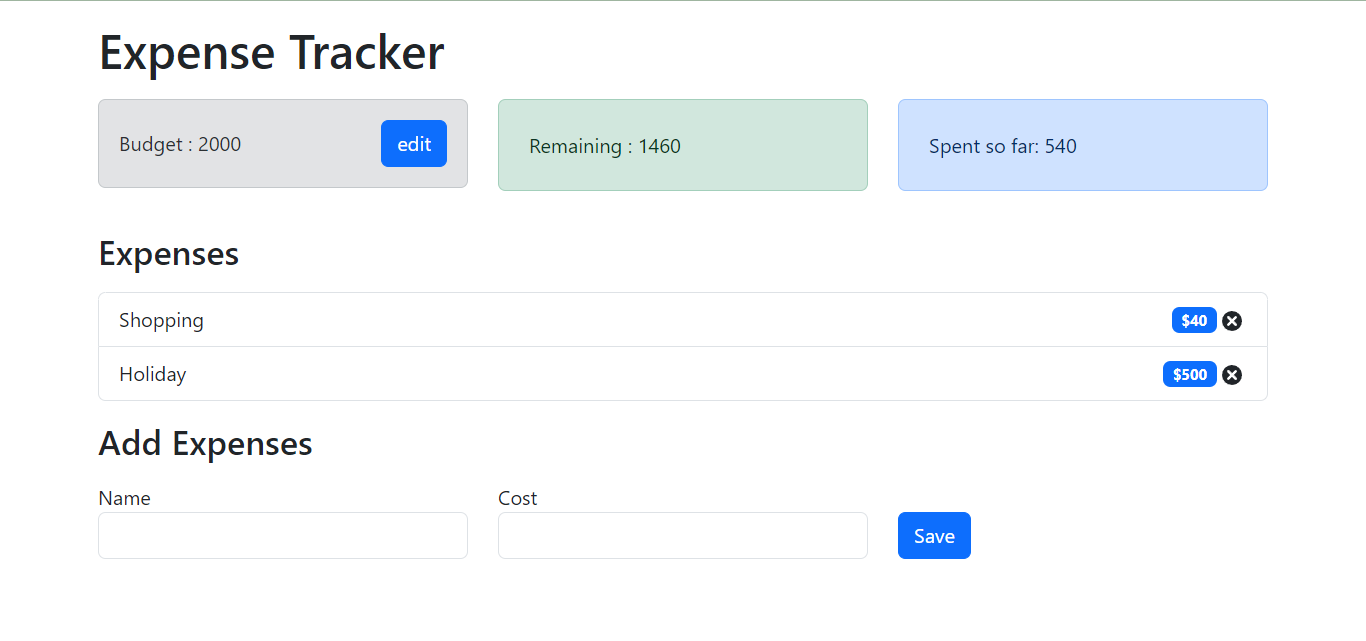 Expense Tracker
Budget : 2000 edit
Remaining : 1460
Spent so far: 540
Expenses
Shopping $40
Holiday $500
Add Expenses
Name Cost
Save